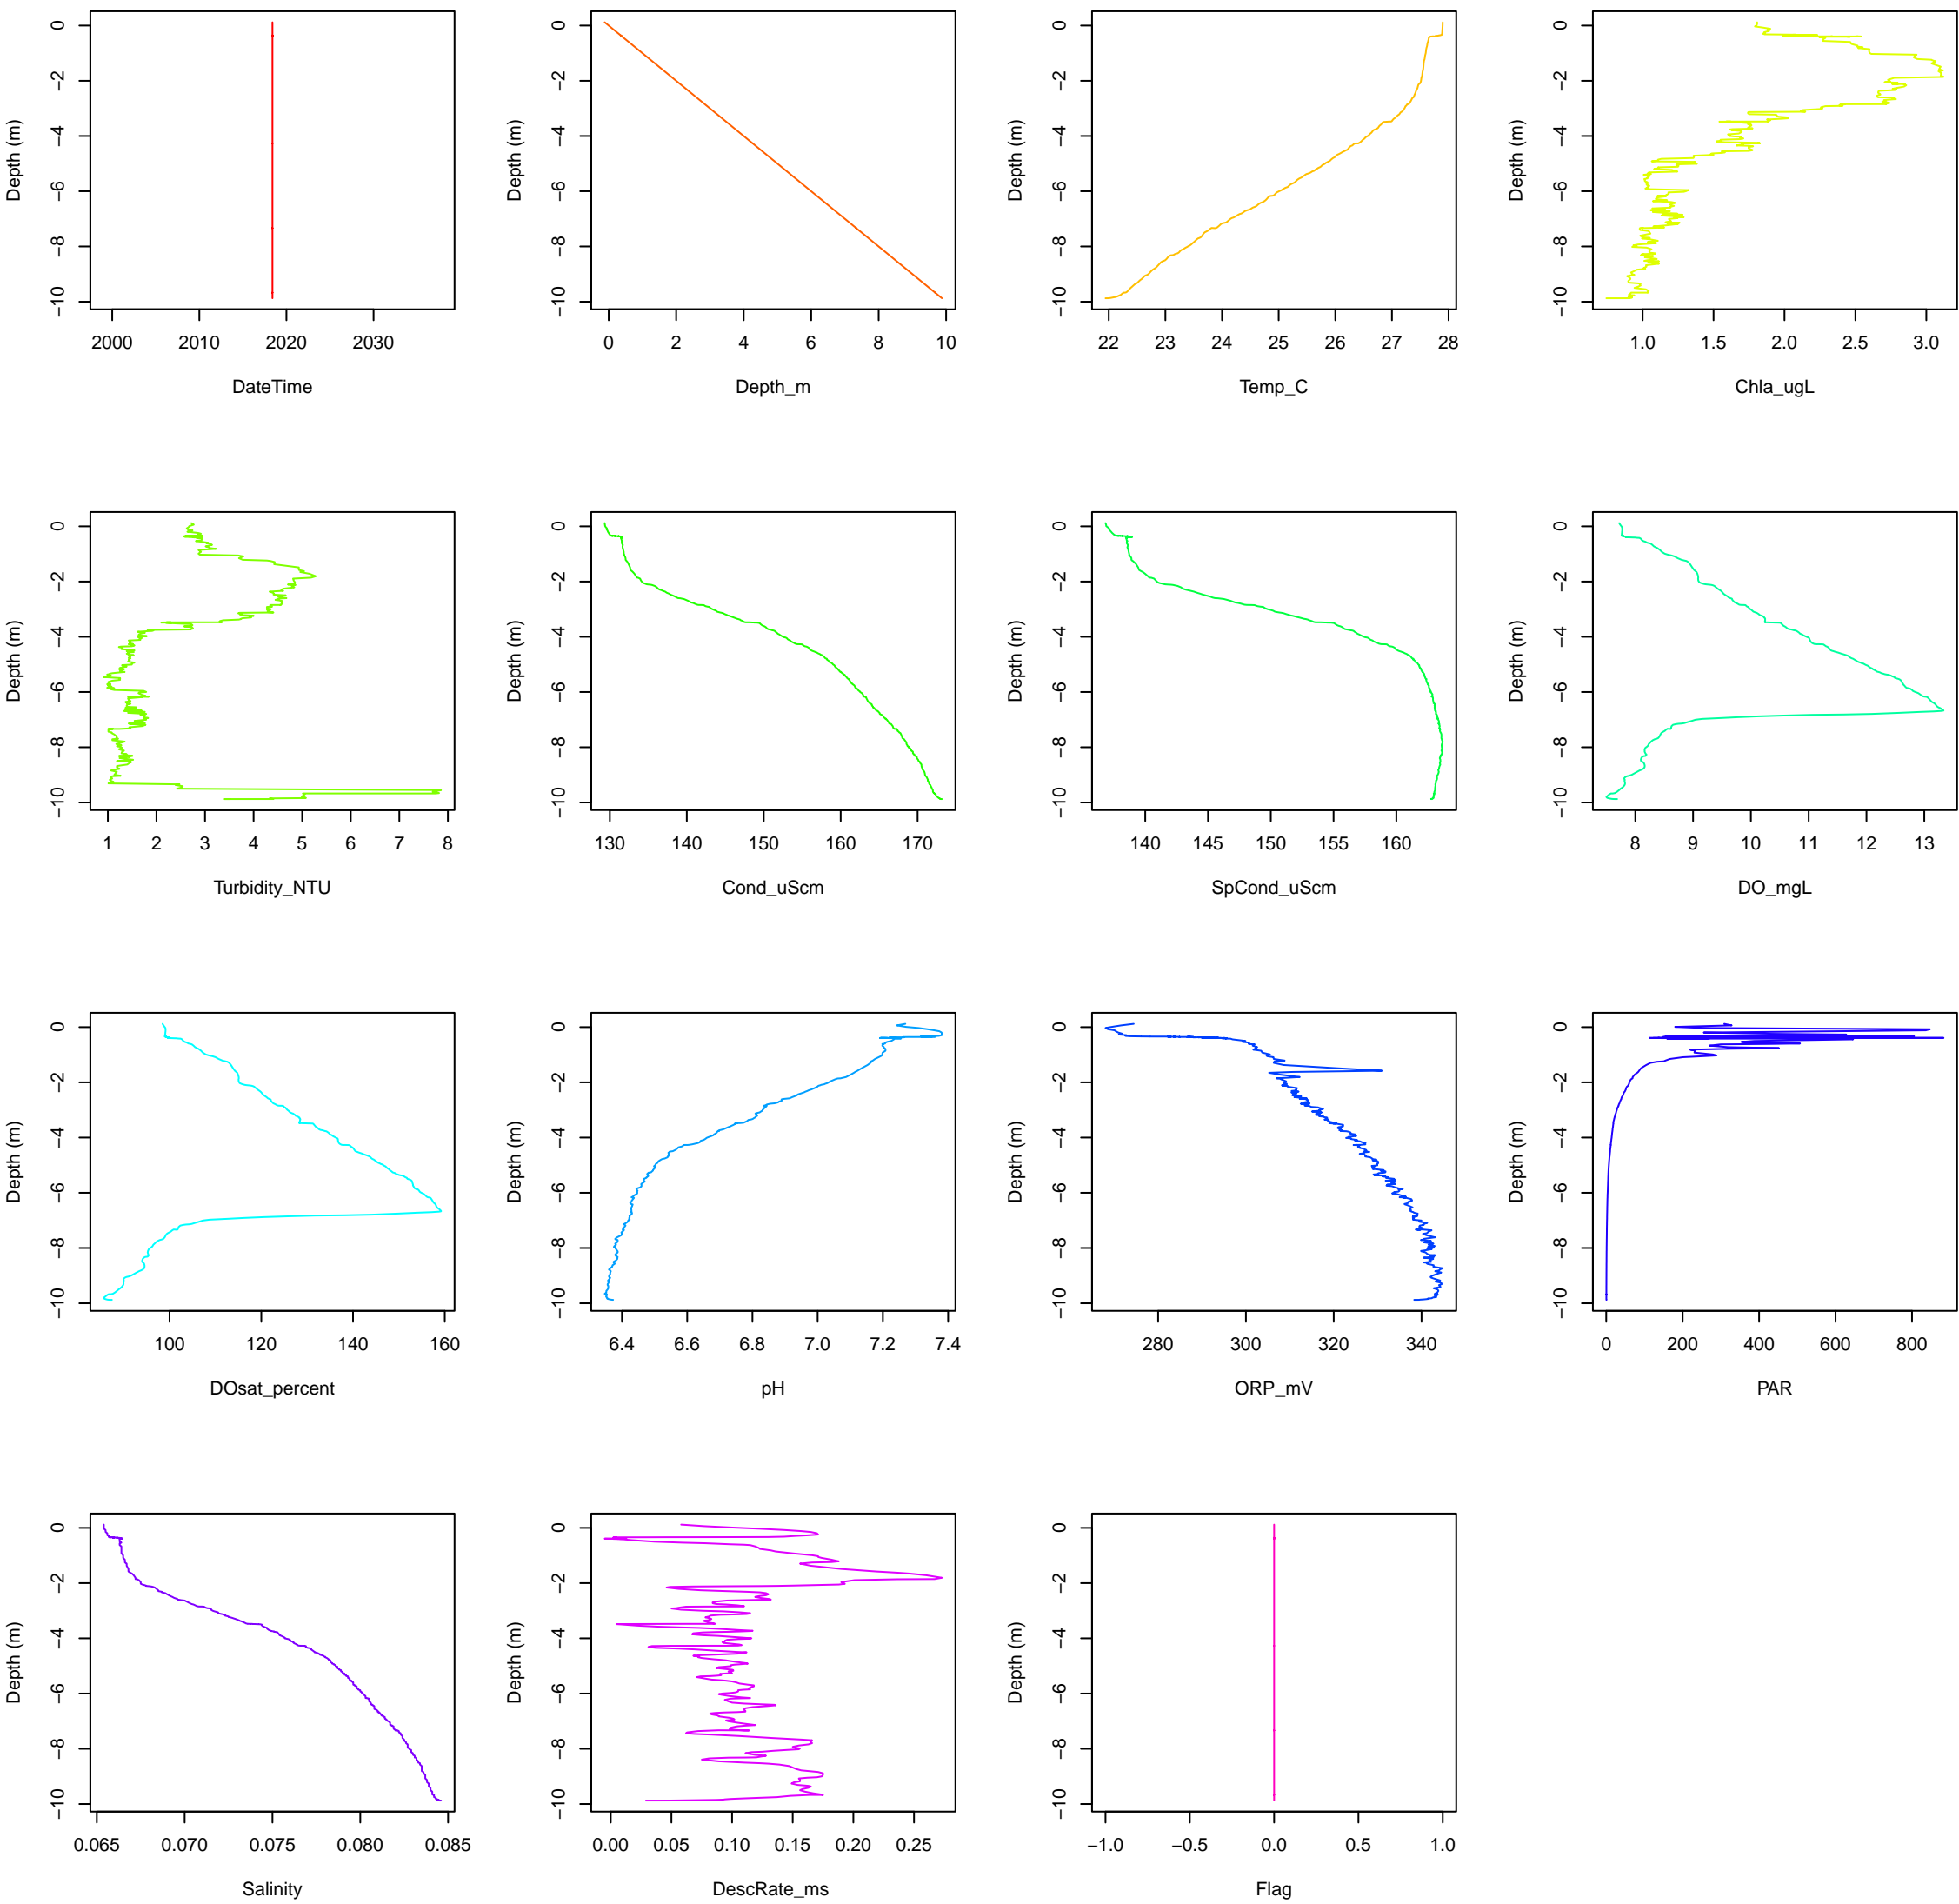 Depth (m)
0
−2
−4
−6
−8
−10
2000 2010 2020 2030
DateTime
Depth (m)
0
−2
−4
−6
−8
−10
0 2 4 6 8 10
Depth_m
Depth (m)
0
−2
−4
−6
−8
−10
22 23 24 25 26 27 28
Temp_C
Depth (m)
0
−2
−4
−6
−8
−10
1.0 1.5 2.0 2.5 3.0
Chla_ugL
Depth (m)
0
−2
−4
−6
−8
−10
1 2 3 4 5 6 7 8
Turbidity_NTU
Depth (m)
0
−2
−4
−6
−8
−10
130 140 150 160 170
Cond_uScm
Depth (m)
0
−2
−4
−6
−8
−10
140 145 150 155 160
SpCond_uScm
Depth (m)
0
−2
−4
−6
−8
−10
8 9 10 11 12 13
DO_mgL
Depth (m)
0
−2
−4
−6
−8
−10
100 120 140 160
DOsat_percent
Depth (m)
0
−2
−4
−6
−8
−10
6.4 6.6 6.8 7.0 7.2 7.4
pH
Depth (m)
0
−2
−4
−6
−8
−10
280 300 320 340
ORP_mV
Depth (m)
0
−2
−4
−6
−8
−10
0 200 400 600 800
PAR
Depth (m)
0
−2
−4
−6
−8
−10
0.065 0.070 0.075 0.080 0.085
Salinity
Depth (m)
0
−2
−4
−6
−8
−10
0.00 0.05 0.10 0.15 0.20 0.25
DescRate_ms
Depth (m)
0
−2
−4
−6
−8
−10
−1.0 −0.5 0.0 0.5 1.0
Flag